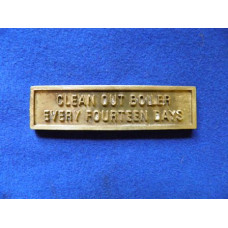 CLEAN OUT BOILER
EVERY FOURTEEN DAYS